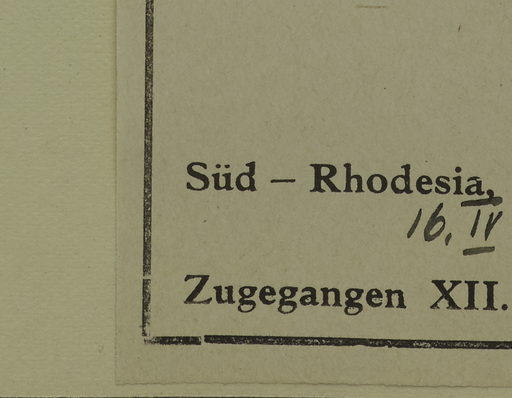 Süd – Rhodesia,
16. IV
Zugegangen XII.